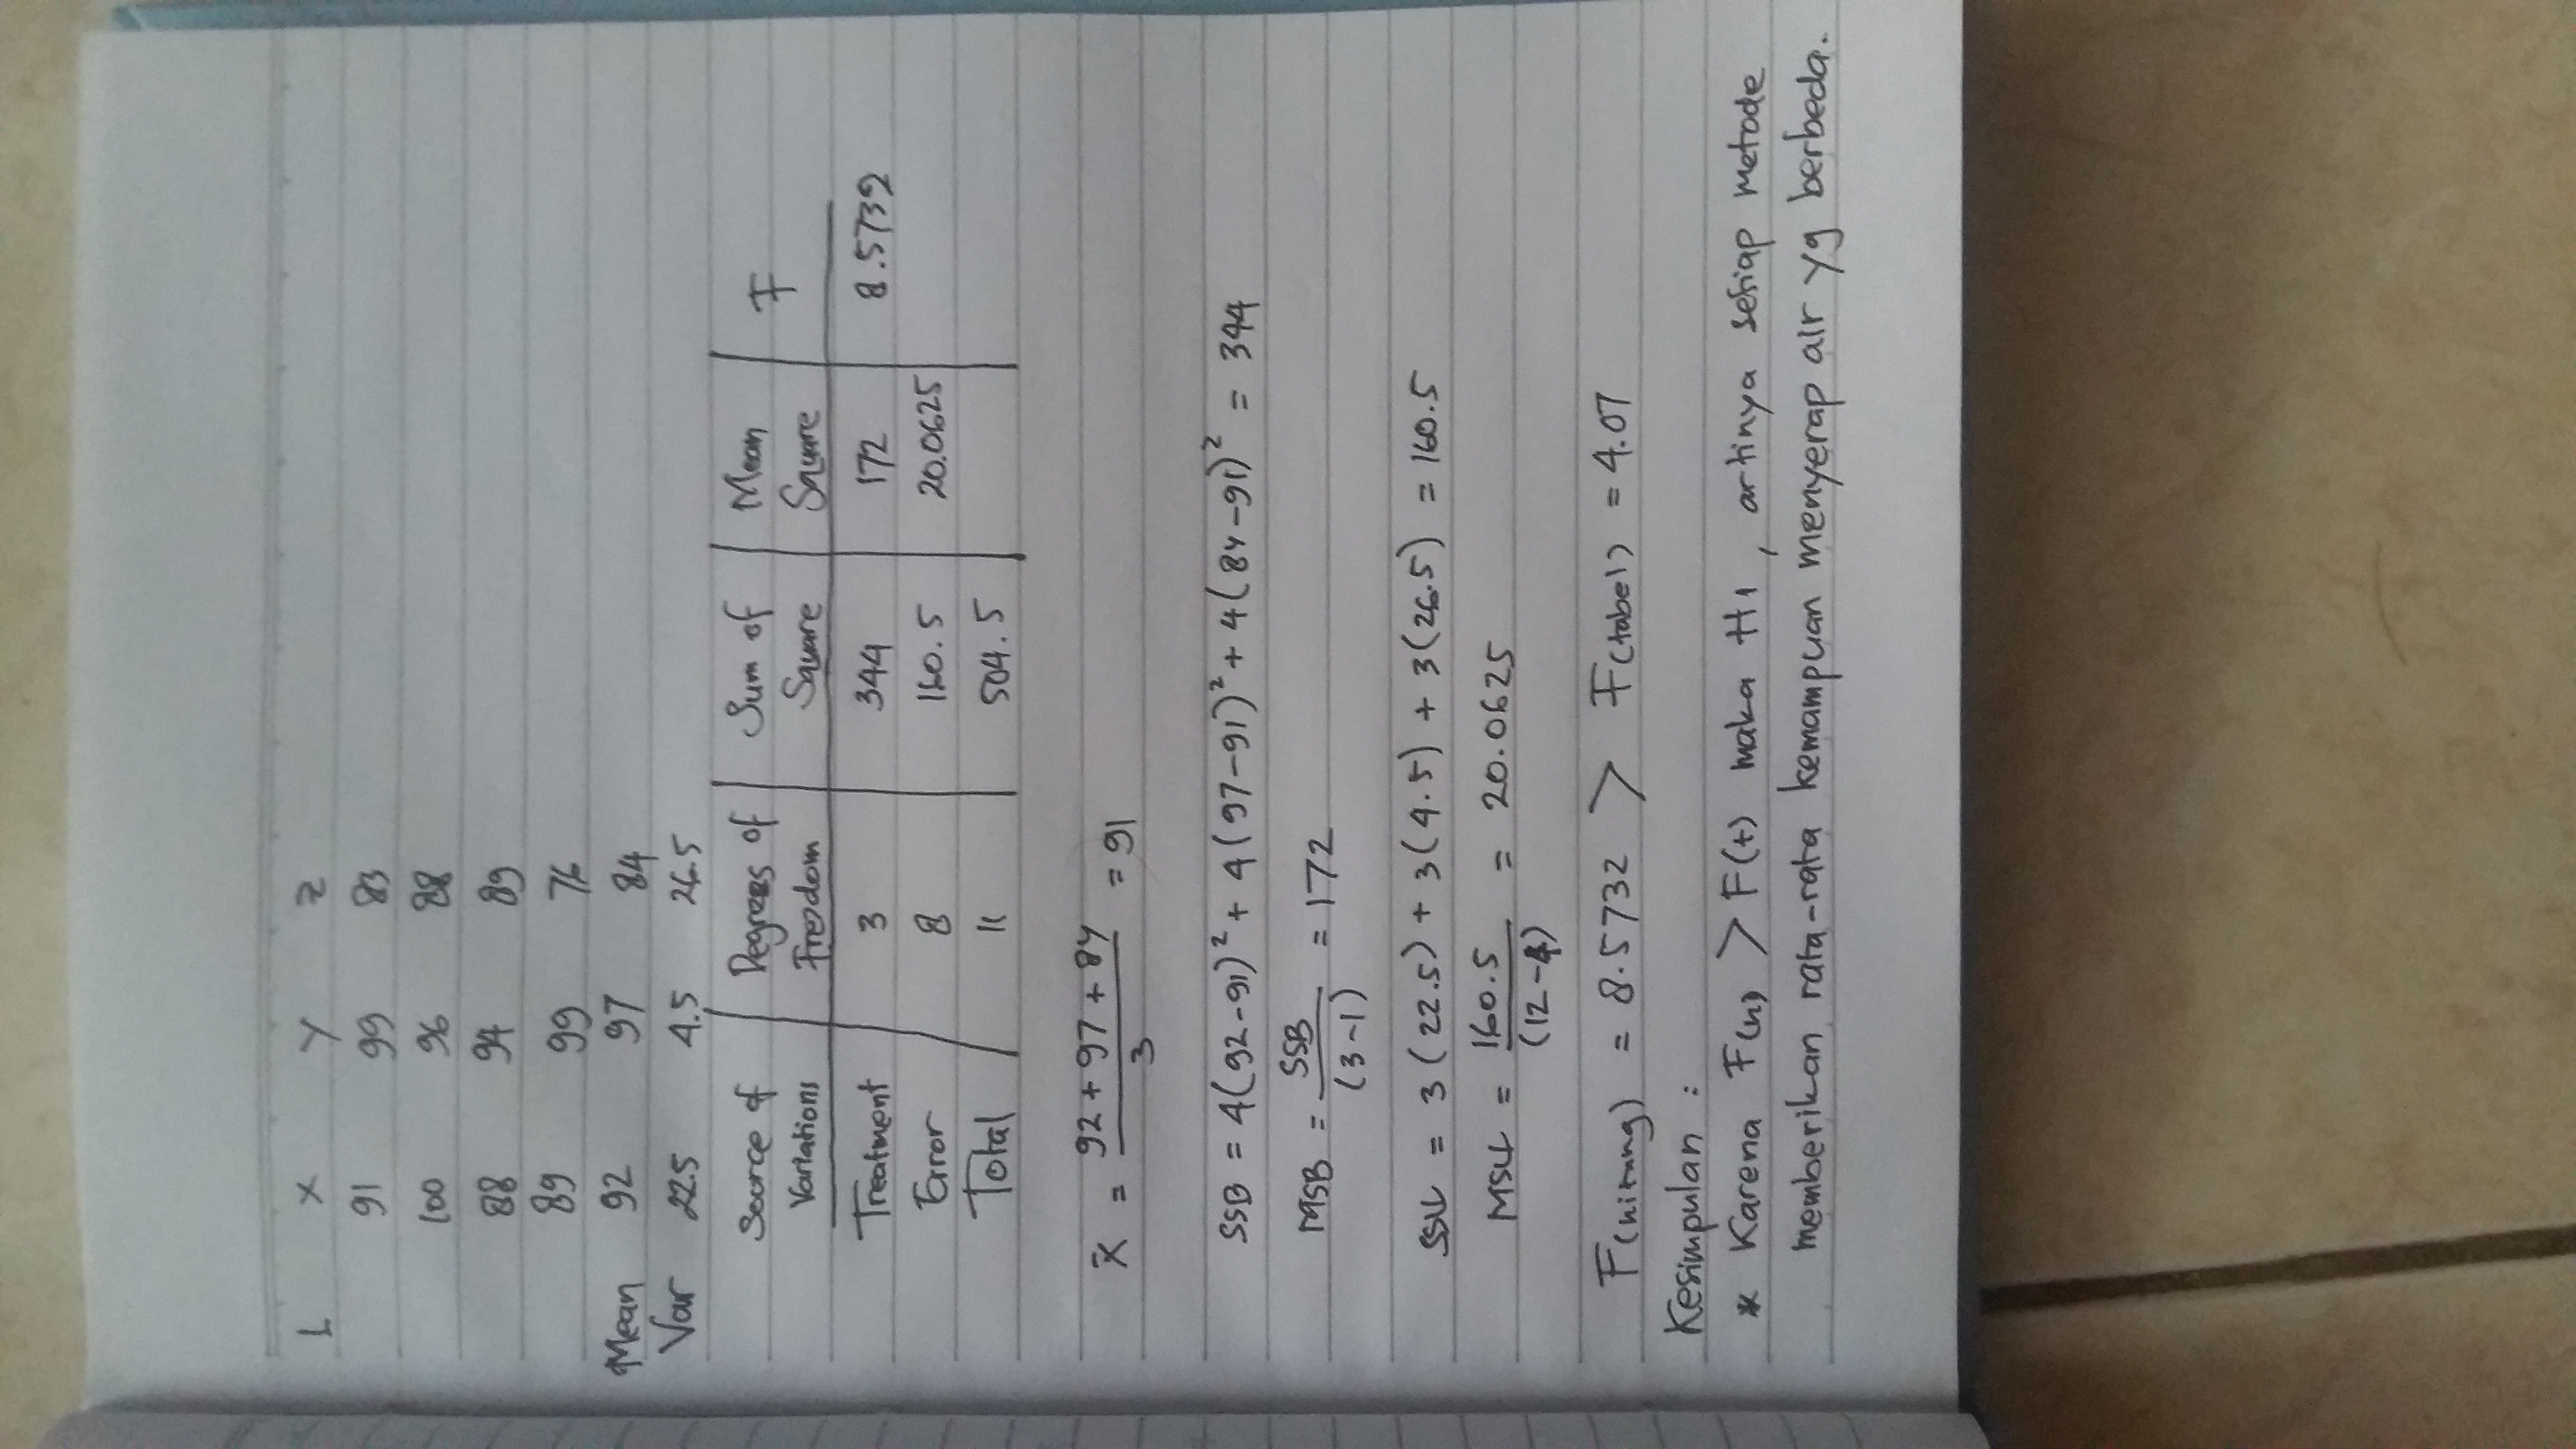 1. X Y Z
91 99 83
100 96 88
88 94 89
89 99 76
Mean 92 97 84
Var 22.5 4.5 26.5
Source of Degrees of Sum of Mean F
Variations Freedom Square Square
Treatment 3 344 172 8.5732
Error 8 160.5 20.0625
Total 11 504.5
x̄ = (92 + 97 + 84) / 3 = 91
SSB = 4(92-91)² + 4(97-91)² + 4(84-91)² = 344
MSB = SSB / (3-1) = 172
SSW = 3(22.5) + 3(4.5) + 3(26.5) = 160.5
MSW = 160.5 / (12-4) = 20.0625
F(hitung) = 8.5732 > F(tabel) = 4.07
Kesimpulan :
* Karena F(h) > F(t) maka H1, artinya setiap metode
memberikan rata-rata kemampuan menyerap air yg berbeda.